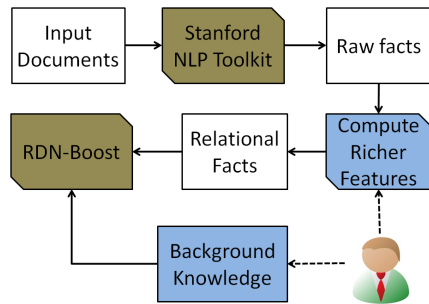 Input
Documents
Stanford
NLP Toolkit
Raw facts
RDN-Boost
Relational
Facts
Compute
Richer
Features
Background
Knowledge